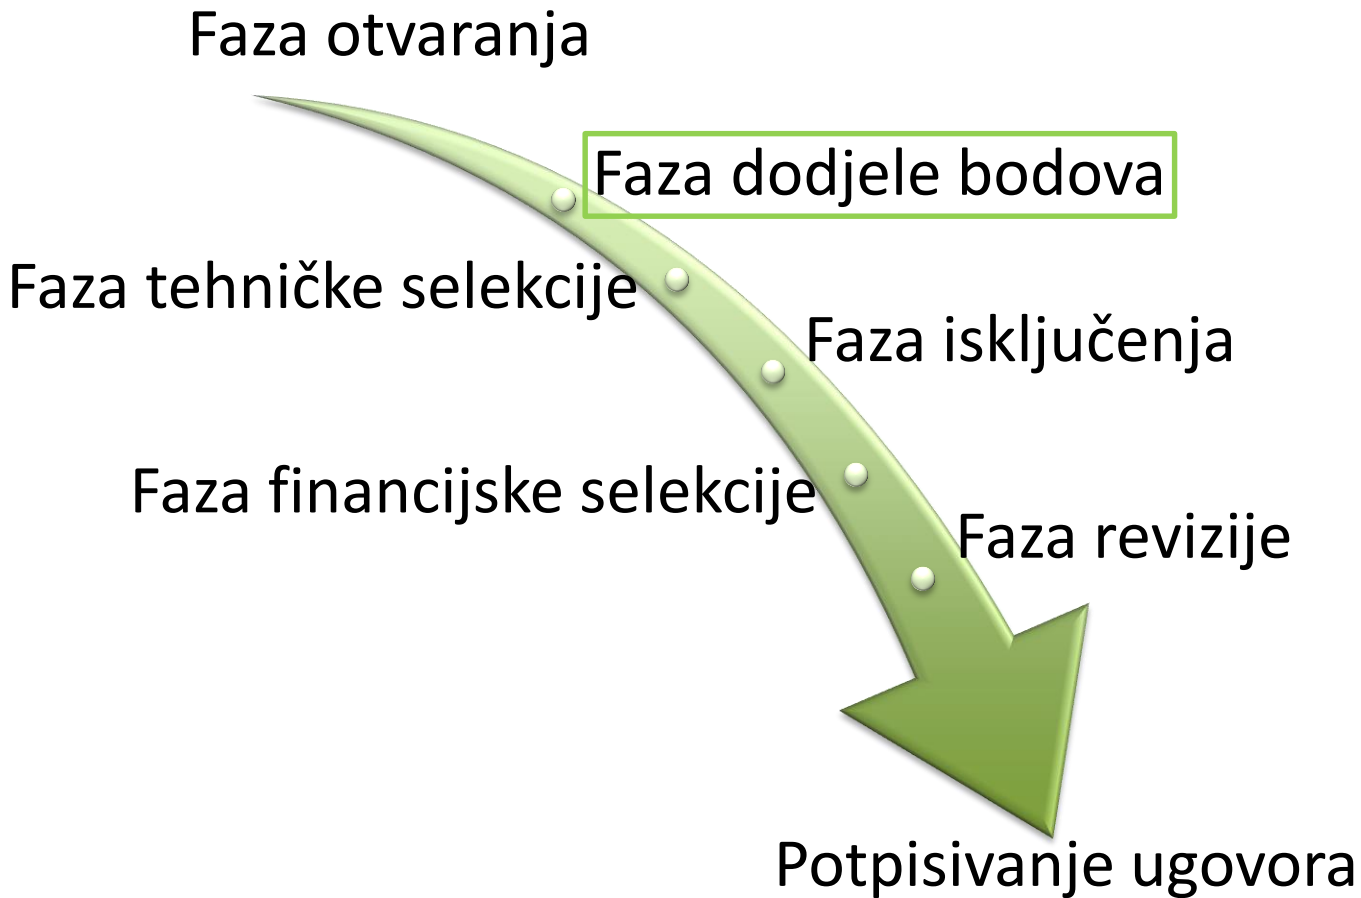 Faza otvaranja
Faza dodjele bodova
Faza tehničke selekcije
Faza isključenja
Faza financijske selekcije
Faza revizije
Potpisivanje ugovora